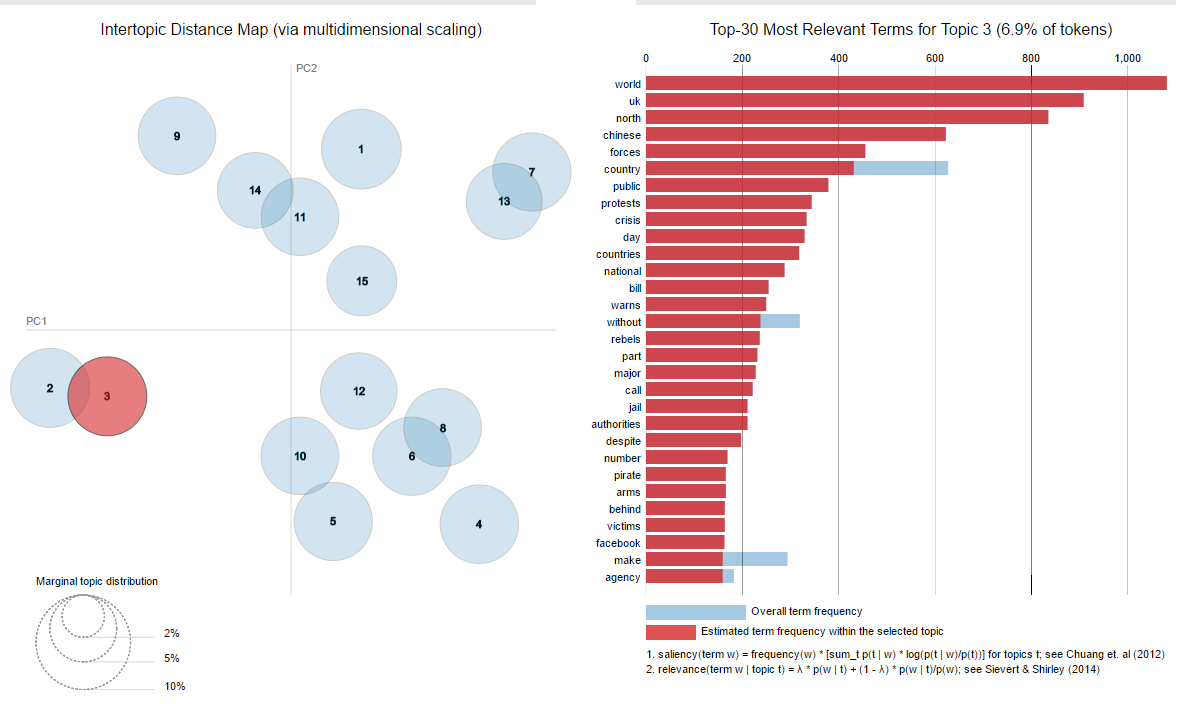 Intertopic Distance Map (via multidimensional scaling)
PC2
PC1
9
1
7
14
13
11
15
2
3
12
8
10
6
5
4
Marginal topic distribution
2%
5%
10%
Top-30 Most Relevant Terms for Topic 3 (6.9% of tokens)
0 200 400 600 800 1,000
world
uk
north
chinese
forces
country
public
protests
crisis
day
countries
national
bill
warns
without
rebels
part
major
call
jail
authorities
despite
number
pirate
arms
behind
victims
facebook
make
agency
Overall term frequency
Estimated term frequency within the selected topic
1. saliency(term w) = frequency(w) * [sum_t p(t | w) * log(p(t | w)/p(t))] for topics t; see Chuang et. al (2012)
2. relevance(term w | topic t) = λ * p(w | t) + (1 - λ) * p(w | t)/p(w); see Sievert & Shirley (2014)